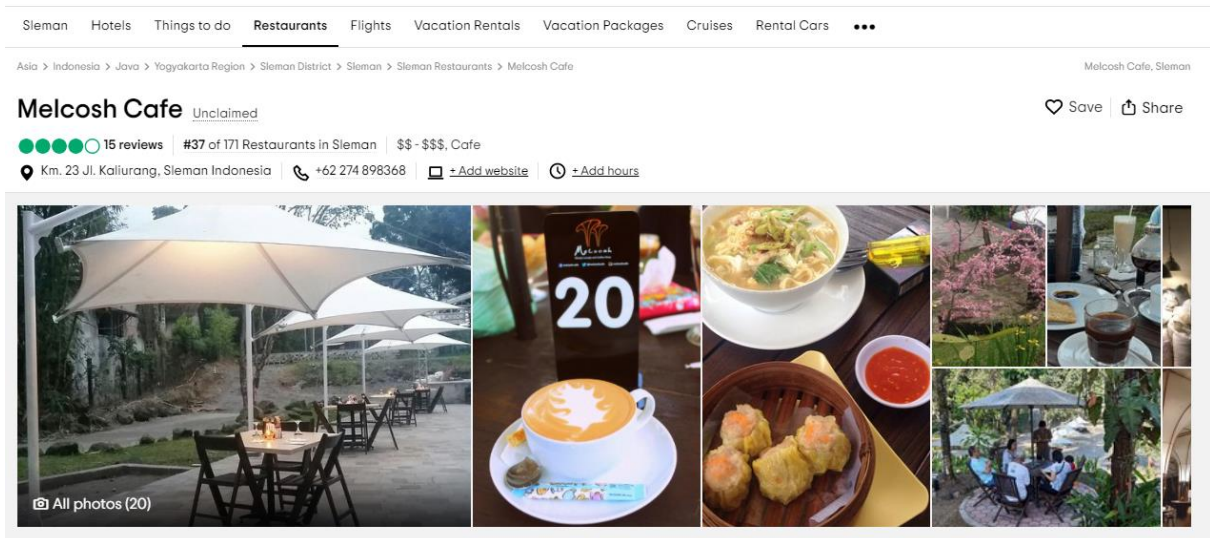 Sleman Hotels Things to do Restaurants Flights Vacation Rentals Vacation Packages Cruises Rental Cars
Asia > Indonesia > Java > Yogyakarta Region > Sleman District > Sleman > Sleman Restaurants > Melcosh Cafe
Melcosh Cafe, Sleman
Melcosh Cafe Unclaimed
Save Share
15 reviews #37 of 171 Restaurants in Sleman $$ - $$$, Cafe
Km. 23 Jl. Kaliurang, Sleman Indonesia +62 274 898368 + Add website + Add hours
Melcosh
20
All photos (20)